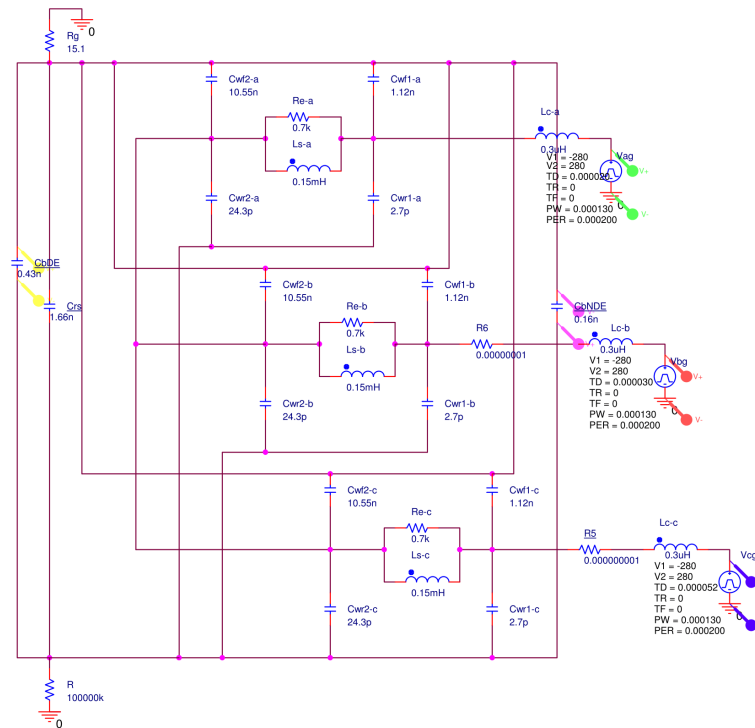 0
Rg
15.1
Cwf2-a
10.55n
Cwf1-a
1.12n
Re-a
0.7k
Ls-a
0.15mH
Lc-a
0.3uH
Vag
V1 = -280
V2 = 280
TD = 0.000020
TR = 0
TF = 0
PW = 0.000130
PER = 0.000200
V+
V-
0
Cwr2-a
24.3p
Cwr1-a
2.7p
CbDE
0.43n
Crs
1.66n
Cwf2-b
10.55n
Cwf1-b
1.12n
Re-b
0.7k
Ls-b
0.15mH
R6
0.00000001
CbNDE
0.16n
V+
V-
Lc-b
0.3uH
Vbg
V1 = -280
V2 = 280
TD = 0.000030
TR = 0
TF = 0
PW = 0.000130
PER = 0.000200
V+
V-
0
Cwr2-b
24.3p
Cwr1-b
2.7p
Cwf2-c
10.55n
Cwf1-c
1.12n
Re-c
0.7k
Ls-c
0.15mH
R5
0.000000001
Lc-c
0.3uH
Vcg
V1 = -280
V2 = 280
TD = 0.000052
TR = 0
TF = 0
PW = 0.000130
PER = 0.000200
0
Cwr2-c
24.3p
Cwr1-c
2.7p
R
100000k
0